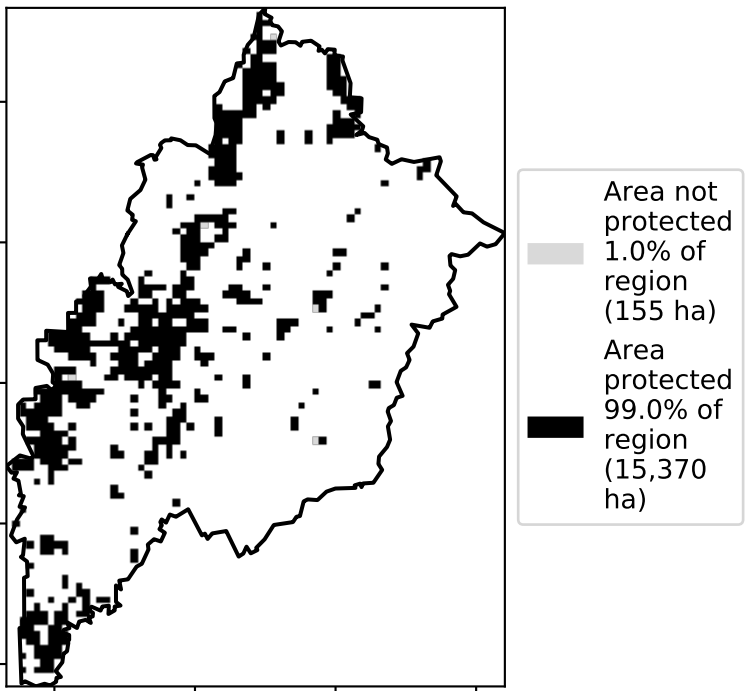 Area not
protected
1.0% of
region
(155 ha)
Area
protected
99.0% of
region
(15,370
ha)